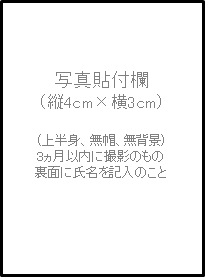 写真貼付欄
（縦4cm×横3cm）
（上半身、無帽、無背景）
3ヵ月以内に撮影のもの
裏面に氏名を記入のこと